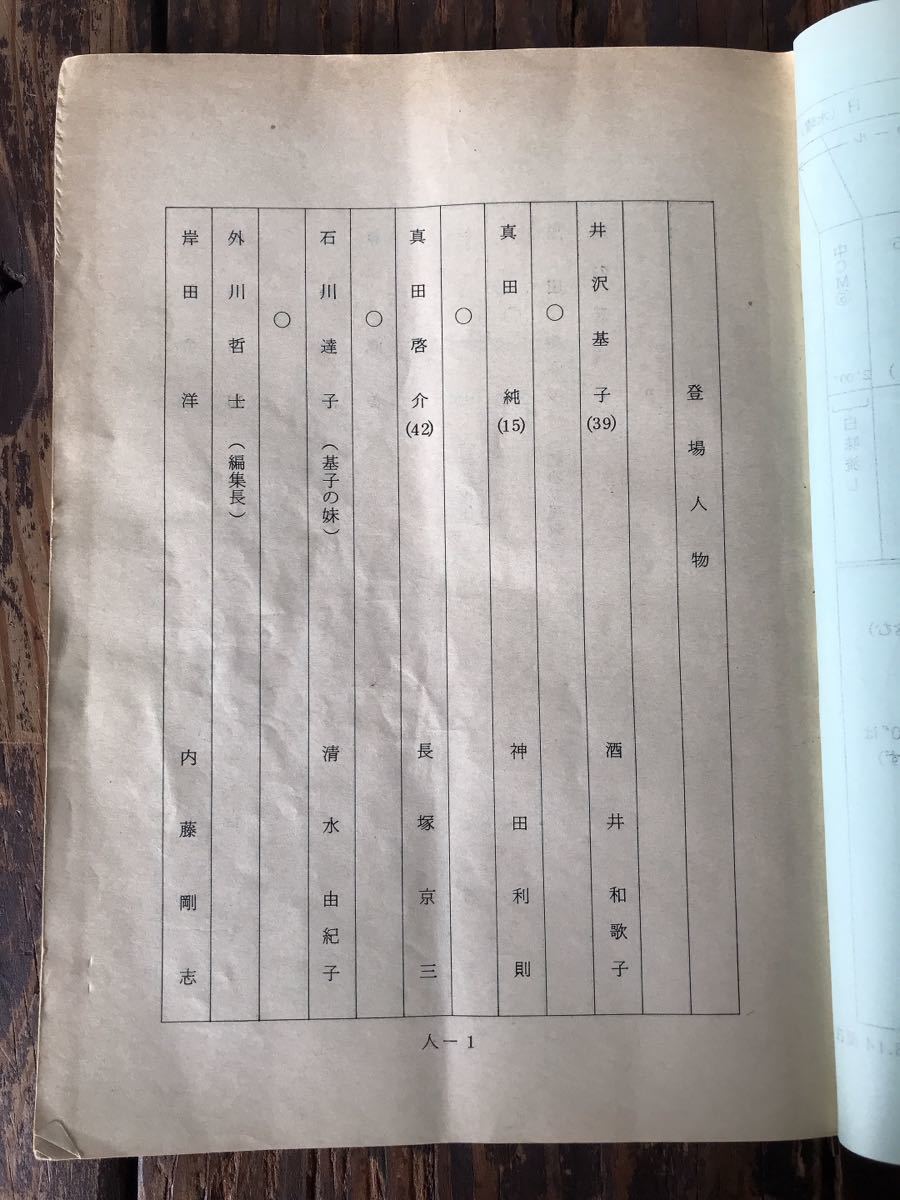 登場人物
井沢基子(39) 酒井和歌子
○
真田純(15) 神田利則
○
真田啓介(42) 長塚京三
○
石川達子(基子の妹) 清水由紀子
○
外川哲士(編集長)
岸田洋 内藤剛志
人－1